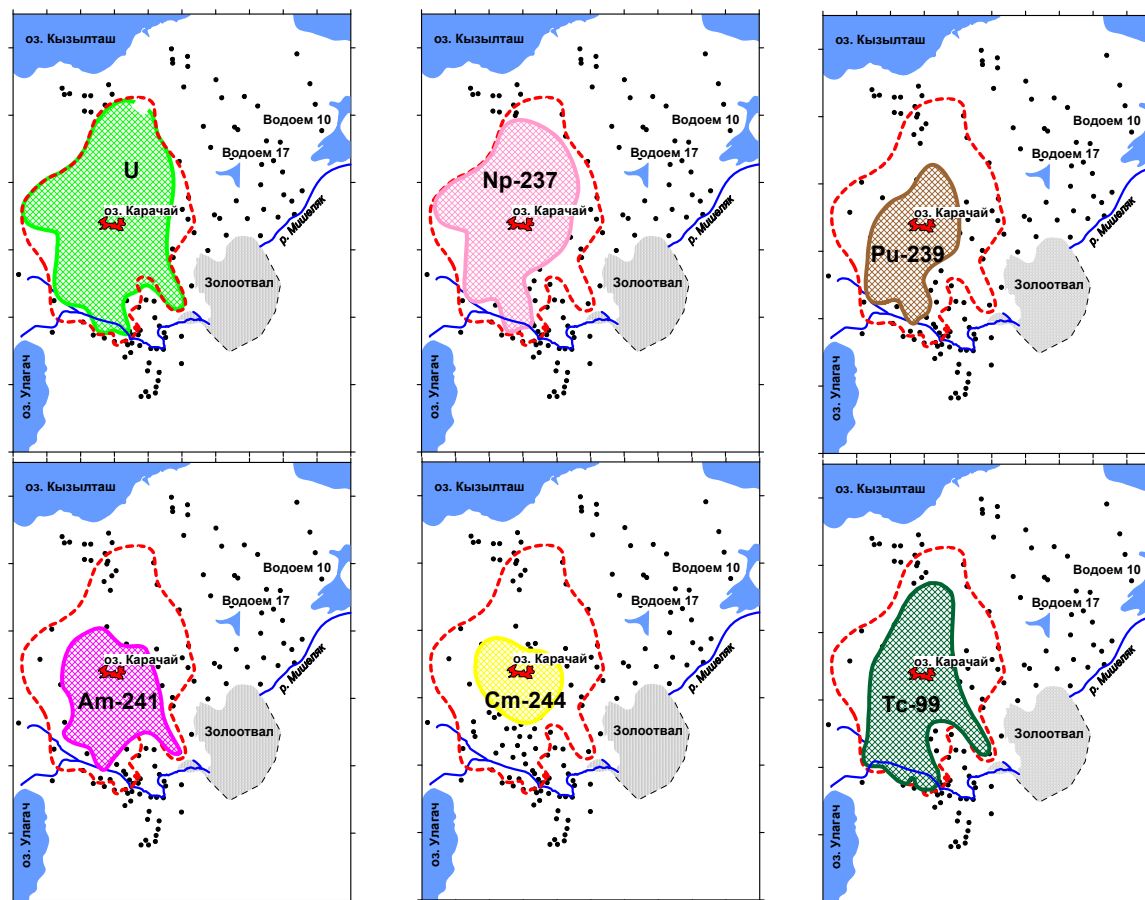 оз. Кызылташ
Водоем 10
Водоем 17
U
оз. Карачай
р. Мишеляк
Золоотвал
оз. Улагач
оз. Кызылташ
Водоем 10
Водоем 17
Np-237
оз. Карачай
р. Мишеляк
Золоотвал
оз. Улагач
оз. Кызылташ
Водоем 10
Водоем 17
оз. Карачай
р. Мишеляк
Pu-239
Золоотвал
оз. Улагач
оз. Кызылташ
Водоем 10
Водоем 17
оз. Карачай
р. Мишеляк
Am-241
Золоотвал
оз. Улагач
оз. Кызылташ
Водоем 10
Водоем 17
оз. Карачай
р. Мишеляк
Cm-244
Золоотвал
оз. Улагач
оз. Кызылташ
Водоем 10
Водоем 17
оз. Карачай
р. Мишеляк
Tc-99
Золоотвал
оз. Улагач